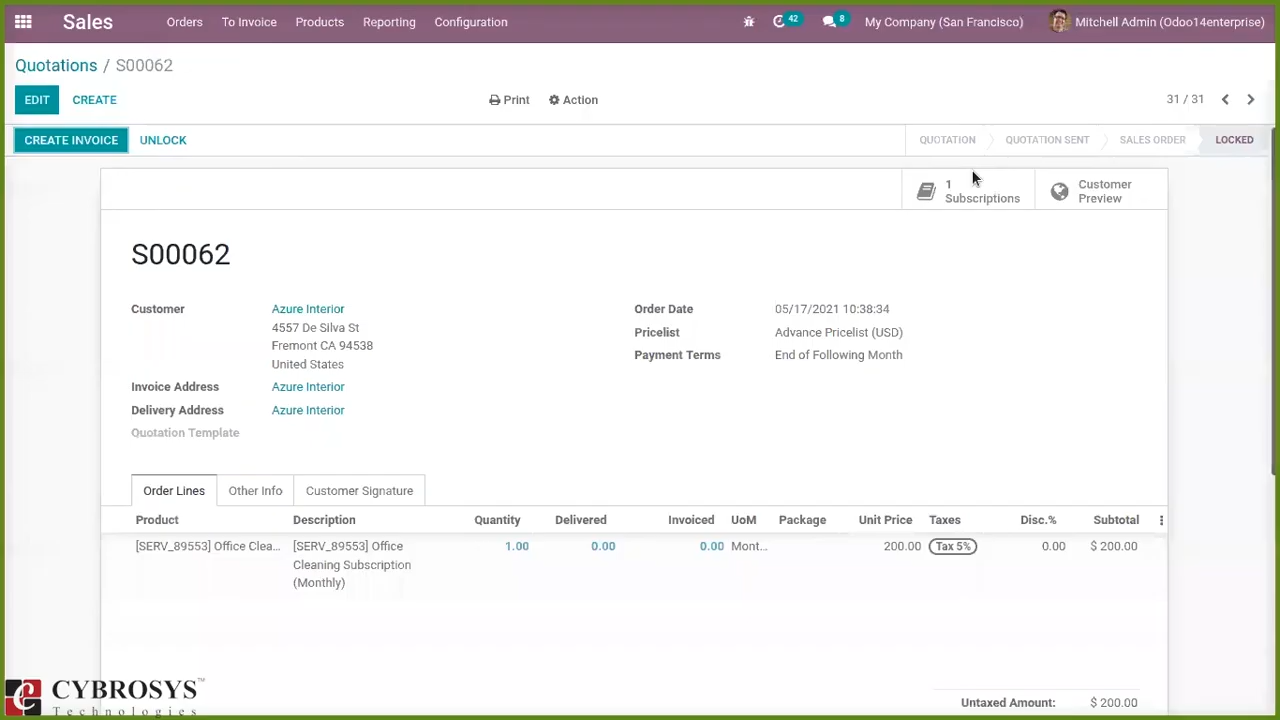 Sales Orders To Invoice Products Reporting Configuration 42 8 My Company (San Francisco) Mitchell Admin (Odoo14enterprise)
Quotations / S00062
EDIT CREATE Print Action 31 / 31
CREATE INVOICE UNLOCK QUOTATION QUOTATION SENT SALES ORDER LOCKED
1
Subscriptions
Customer
Preview
S00062
Customer Azure Interior
4557 De Silva St
Fremont CA 94538
United States
Invoice Address Azure Interior
Delivery Address Azure Interior
Quotation Template
Order Date 05/17/2021 10:38:34
Pricelist Advance Pricelist (USD)
Payment Terms End of Following Month
Order Lines Other Info Customer Signature
Product Description Quantity Delivered Invoiced UoM Package Unit Price Taxes Disc.% Subtotal
[SERV_89553] Office Clea... [SERV_89553] Office 1.00 0.00 0.00 Mont... 200.00 Tax 5% 0.00 $ 200.00
Cleaning Subscription
(Monthly)
Untaxed Amount: $ 200.00
CYBROSYS™
Technologies